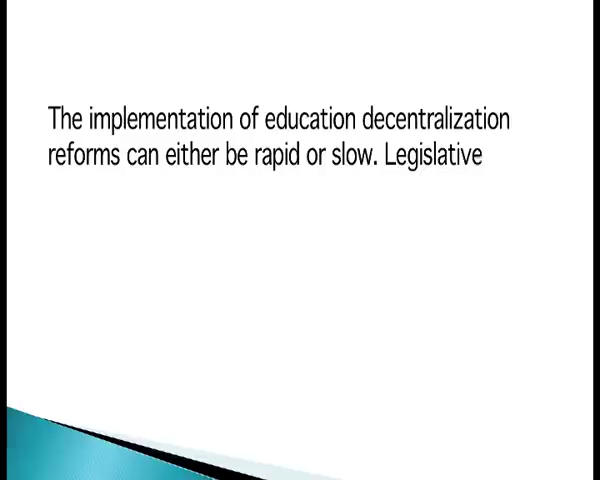 The implementation of education decentralization
reforms can either be rapid or slow. Legislative